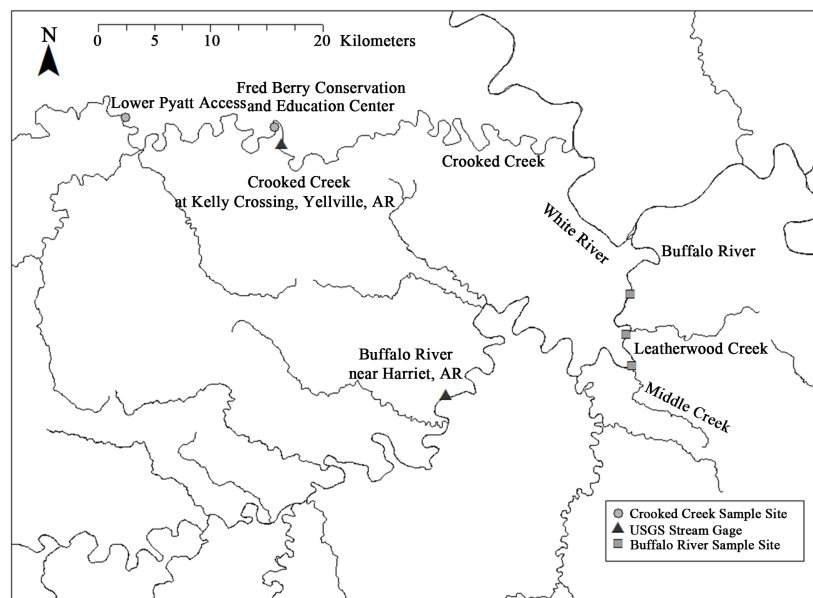 N
0 5 10 20 Kilometers
Fred Berry Conservation
and Education Center
Lower Pyatt Access
Crooked Creek
Crooked Creek
at Kelly Crossing, Yellville, AR
White River
Buffalo River
Leatherwood Creek
Buffalo River
near Harriet, AR
Middle Creek
Crooked Creek Sample Site
USGS Stream Gage
Buffalo River Sample Site